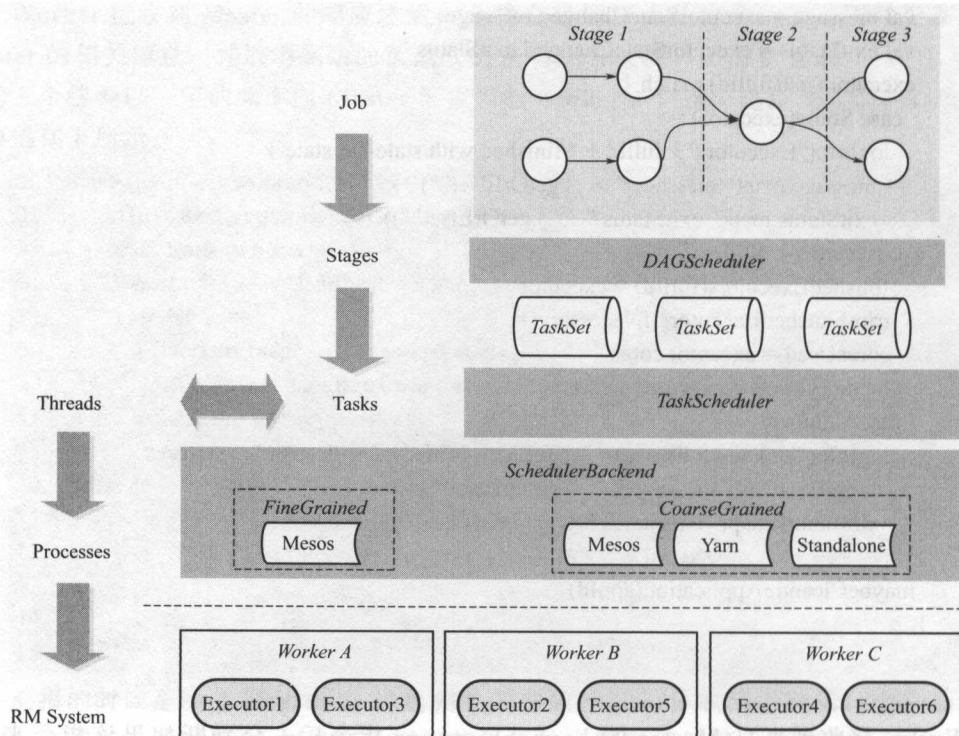 Stage 1
Stage 2
Stage 3
Job
Stages
DAGScheduler
TaskSet
TaskSet
TaskSet
Threads
Tasks
TaskScheduler
SchedulerBackend
FineGrained
CoarseGrained
Mesos
Mesos
Yarn
Standalone
Processes
Worker A
Worker B
Worker C
Executor1
Executor3
Executor2
Executor5
Executor4
Executor6
RM System